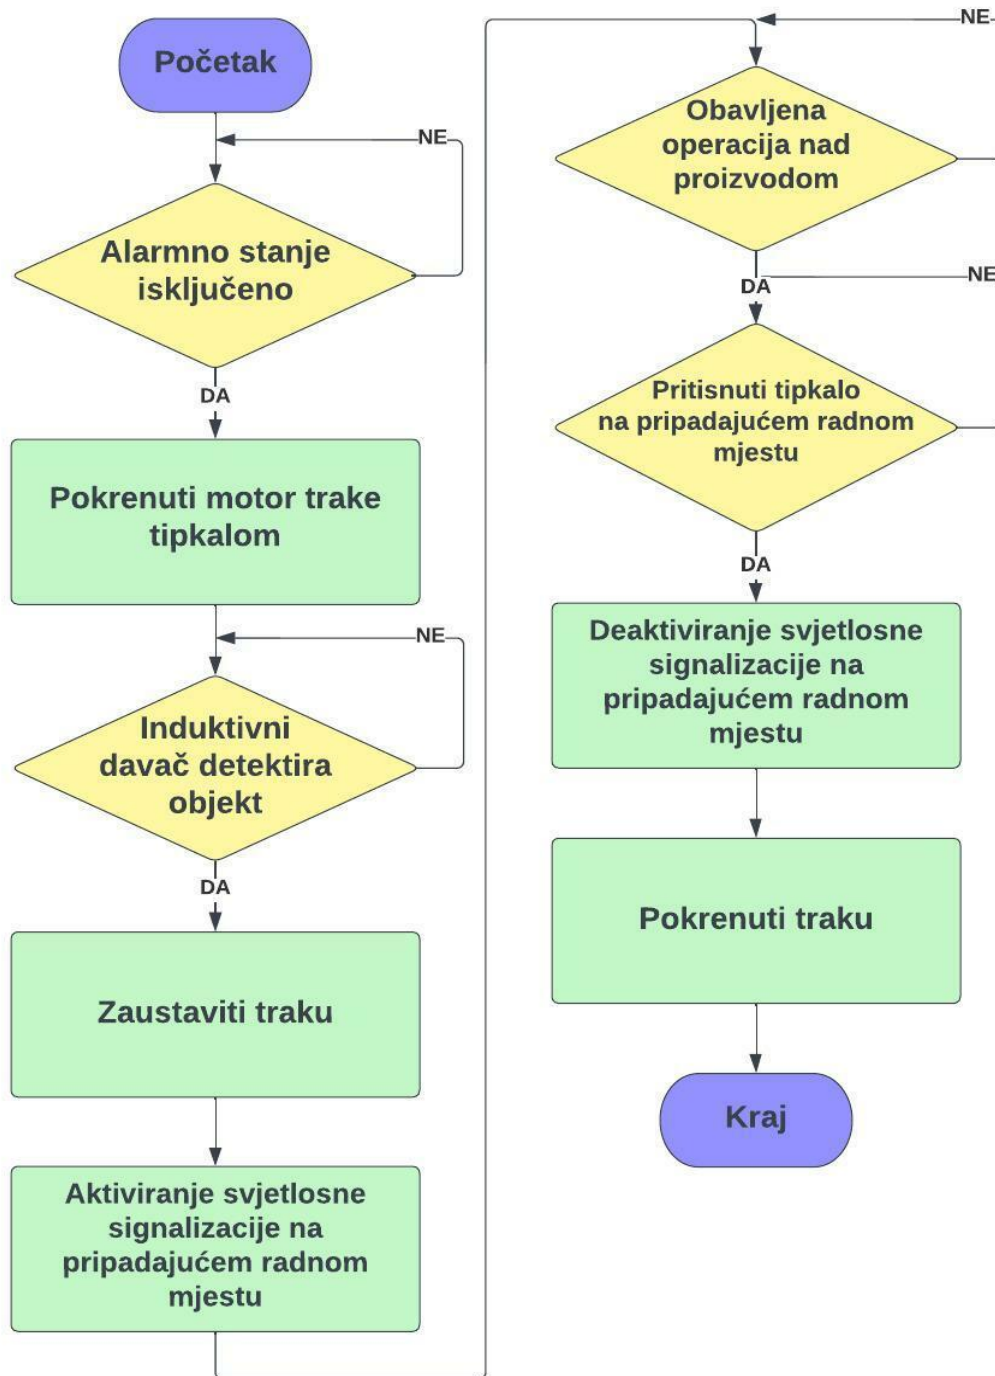 Početak
NE
Alarmno stanje
isključeno
DA
Pokrenuti motor trake
tipkalom
NE
Induktivni
davač detektira
objekt
DA
Zaustaviti traku
Aktiviranje svjetlosne
signalizacije na
pripadajućem radnom
mjestu
NE
Obavljena
operacija nad
proizvodom
NE
DA
Pritisnuti tipkalo
na pripadajućem radnom
mjestu
DA
Deaktiviranje svjetlosne
signalizacije na
pripadajućem radnom
mjestu
Pokrenuti traku
Kraj